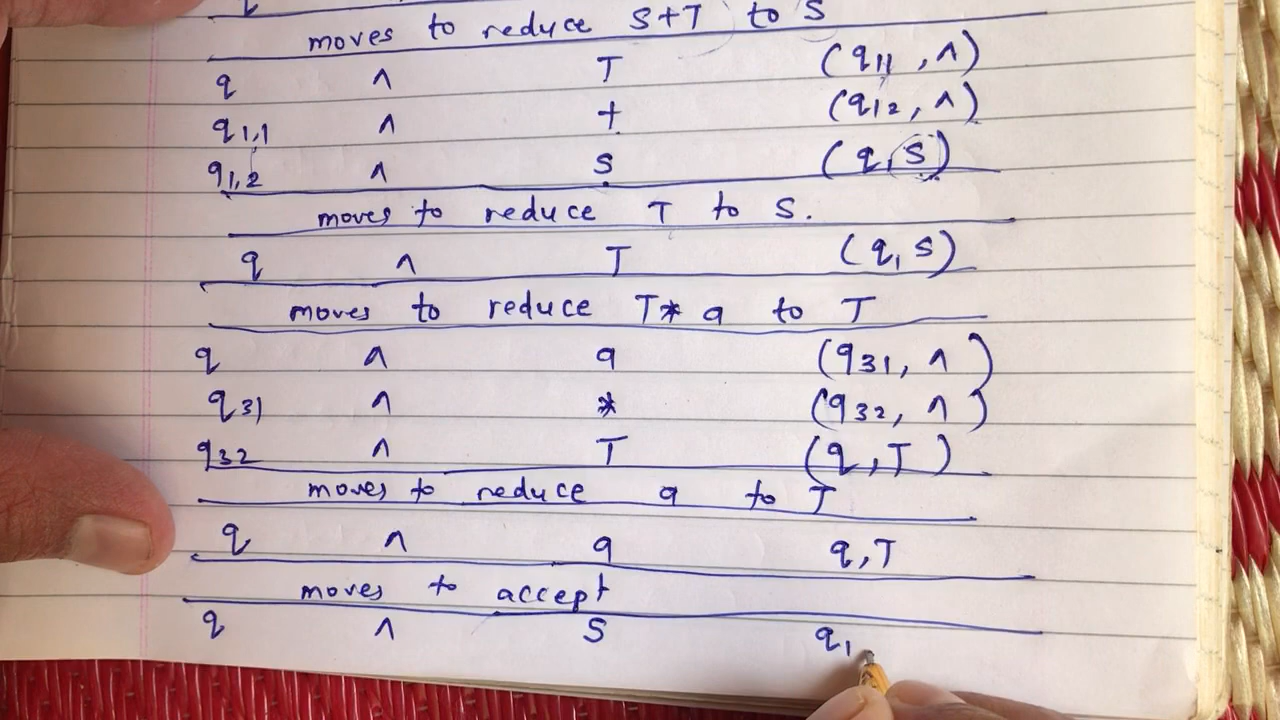 moves to reduce S+T to S
q ʌ T (q11, ʌ)
q1,1 ʌ + (q12, ʌ)
q1,2 ʌ S (q, S)
moves to reduce T to S.
q ʌ T (q, S)
moves to reduce T* a to T
q ʌ a (q31, ʌ)
q31 ʌ * (q32, ʌ)
q32 ʌ T (q, T)
moves to reduce a to T
q ʌ a q, T
moves to accept
q ʌ S q1